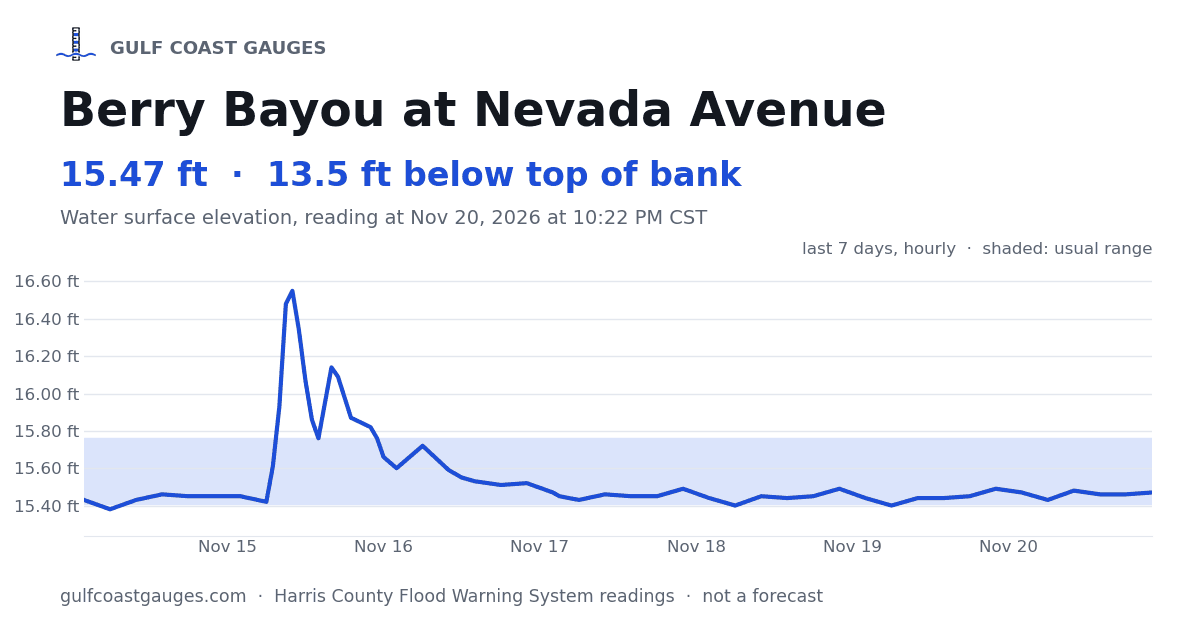 GULF COAST GAUGES
Berry Bayou at Nevada Avenue
15.47 ft · 13.5 ft below top of bank
Water surface elevation, reading at Nov 20, 2026 at 10:22 PM CST
last 7 days, hourly · shaded: usual range
16.60 ft
16.40 ft
16.20 ft
16.00 ft
15.80 ft
15.60 ft
15.40 ft
Nov 15 Nov 16 Nov 17 Nov 18 Nov 19 Nov 20
gulfcoastgauges.com · Harris County Flood Warning System readings · not a forecast